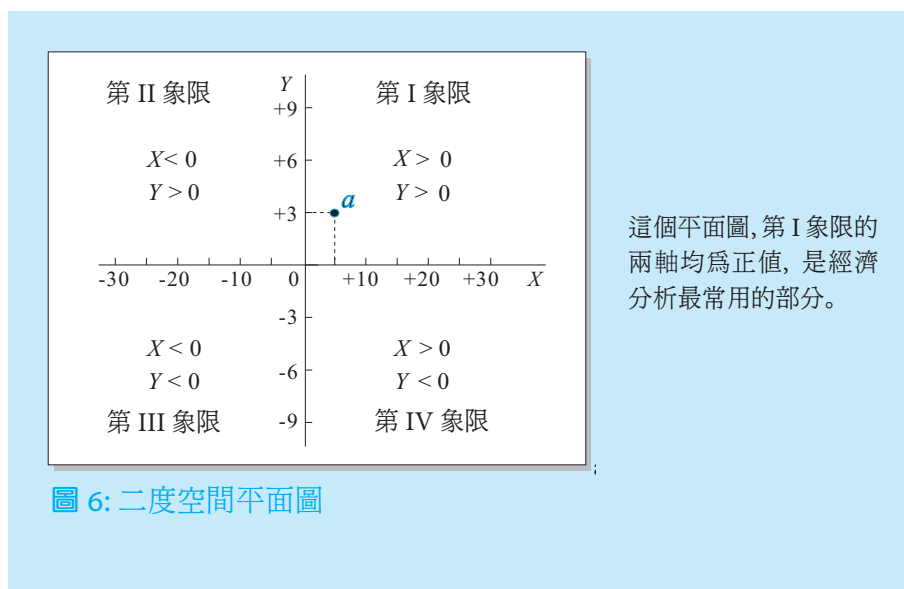 第 II 象限
Y
第 I 象限
+9
X< 0
+6
X > 0
Y > 0
Y > 0
+3
a
-30 -20 -10 0 +10 +20 +30 X
-3
X < 0
X > 0
-6
Y < 0
Y < 0
第 III 象限
-9
第 IV 象限
這個平面圖, 第 I 象限的
兩軸均爲正值, 是經濟
分析最常用的部分。
圖 6: 二度空間平面圖